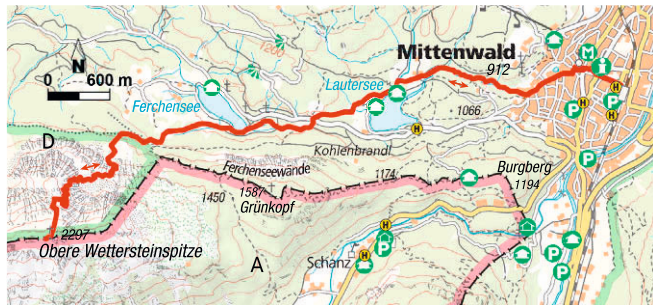 N
0 600 m
Mittenwald
912
M
i
H
P
H
P
P
1200
Lautersee
Ferchensee
1066
H
D
Kohlenbrandl
Ferchenseewände
1174
Burgberg
1194
1587
1450
Grünkopf
2297
Obere Wettersteinspitze
A
H
P
H
Schanz
P
P